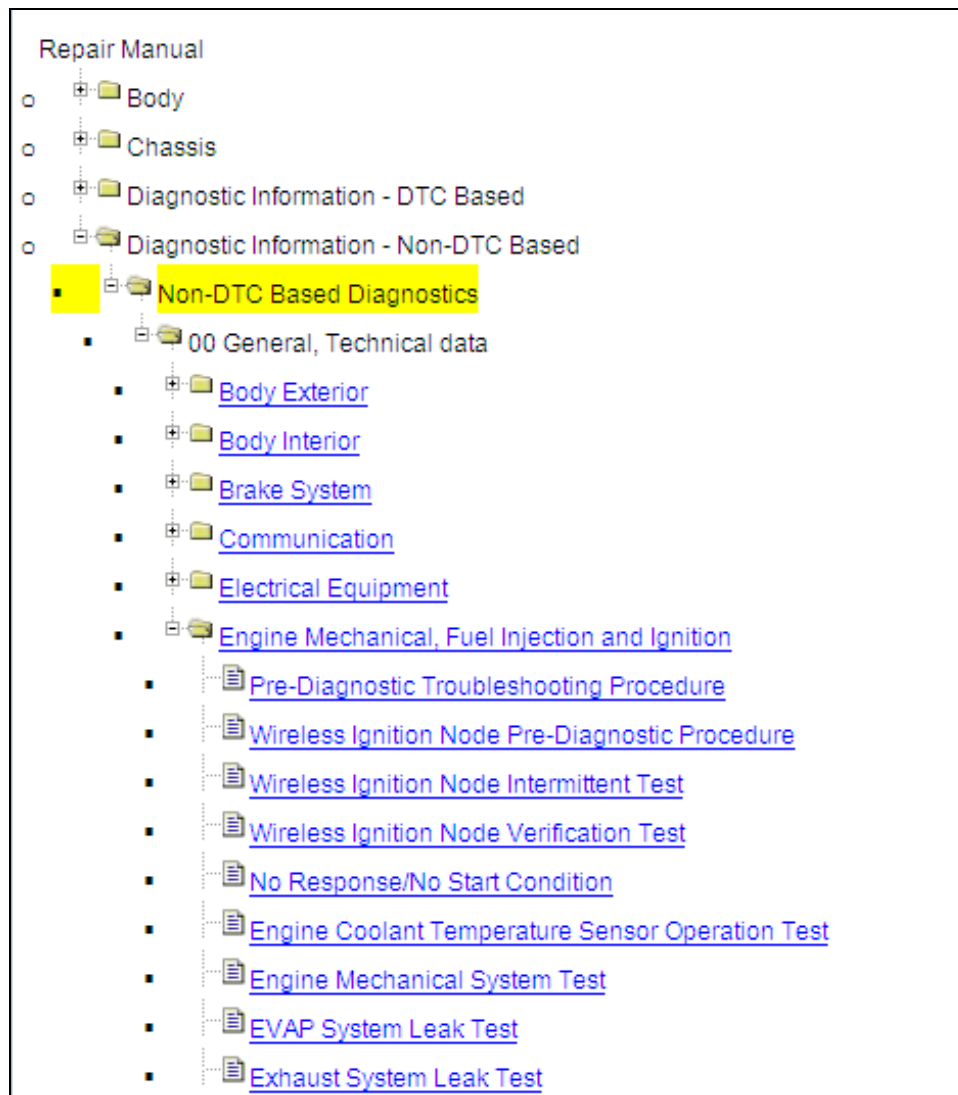 Repair Manual
Body
Chassis
Diagnostic Information - DTC Based
Diagnostic Information - Non-DTC Based
Non-DTC Based Diagnostics
00 General, Technical data
Body Exterior
Body Interior
Brake System
Communication
Electrical Equipment
Engine Mechanical, Fuel Injection and Ignition
Pre-Diagnostic Troubleshooting Procedure
Wireless Ignition Node Pre-Diagnostic Procedure
Wireless Ignition Node Intermittent Test
Wireless Ignition Node Verification Test
No Response/No Start Condition
Engine Coolant Temperature Sensor Operation Test
Engine Mechanical System Test
EVAP System Leak Test
Exhaust System Leak Test